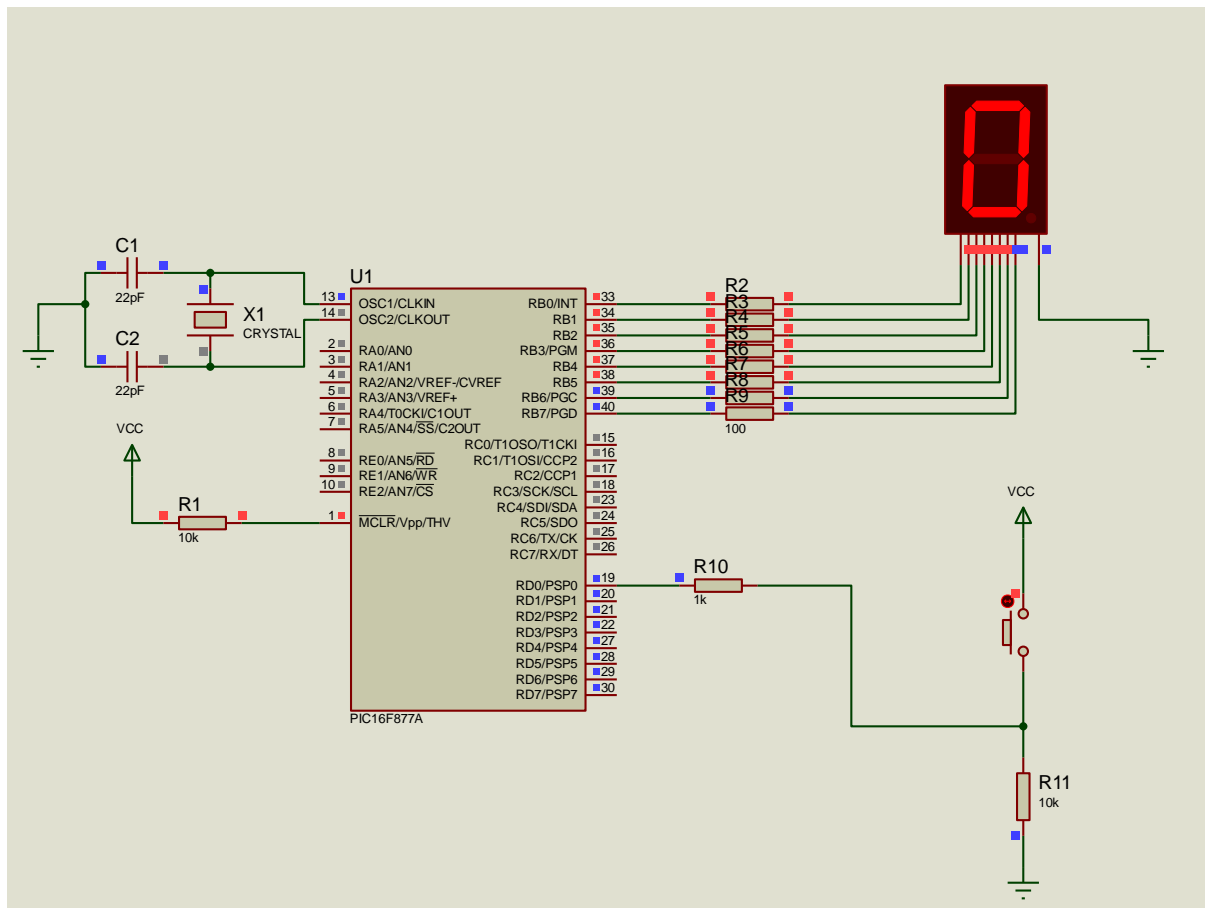 C1
22pF
C2
22pF
X1
CRYSTAL
VCC
R1
10k
U1
13 OSC1/CLKIN
14 OSC2/CLKOUT
2 RA0/AN0
3 RA1/AN1
4 RA2/AN2/VREF-/CVREF
5 RA3/AN3/VREF+
6 RA4/T0CKI/C1OUT
7 RA5/AN4/SS/C2OUT
8 RE0/AN5/RD
9 RE1/AN6/WR
10 RE2/AN7/CS
1 MCLR/Vpp/THV
RB0/INT 33
RB1 34
RB2 35
RB3/PGM 36
RB4 37
RB5 38
RB6/PGC 39
RB7/PGD 40
RC0/T1OSO/T1CKI 15
RC1/T1OSI/CCP2 16
RC2/CCP1 17
RC3/SCK/SCL 18
RC4/SDI/SDA 23
RC5/SDO 24
RC6/TX/CK 25
RC7/RX/DT 26
RD0/PSP0 19
RD1/PSP1 20
RD2/PSP2 21
RD3/PSP3 22
RD4/PSP4 27
RD5/PSP5 28
RD6/PSP6 29
RD7/PSP7 30
PIC16F877A
R2
R3
R4
R5
R6
R7
R8
R9
100
0
R10
1k
VCC
R11
10k